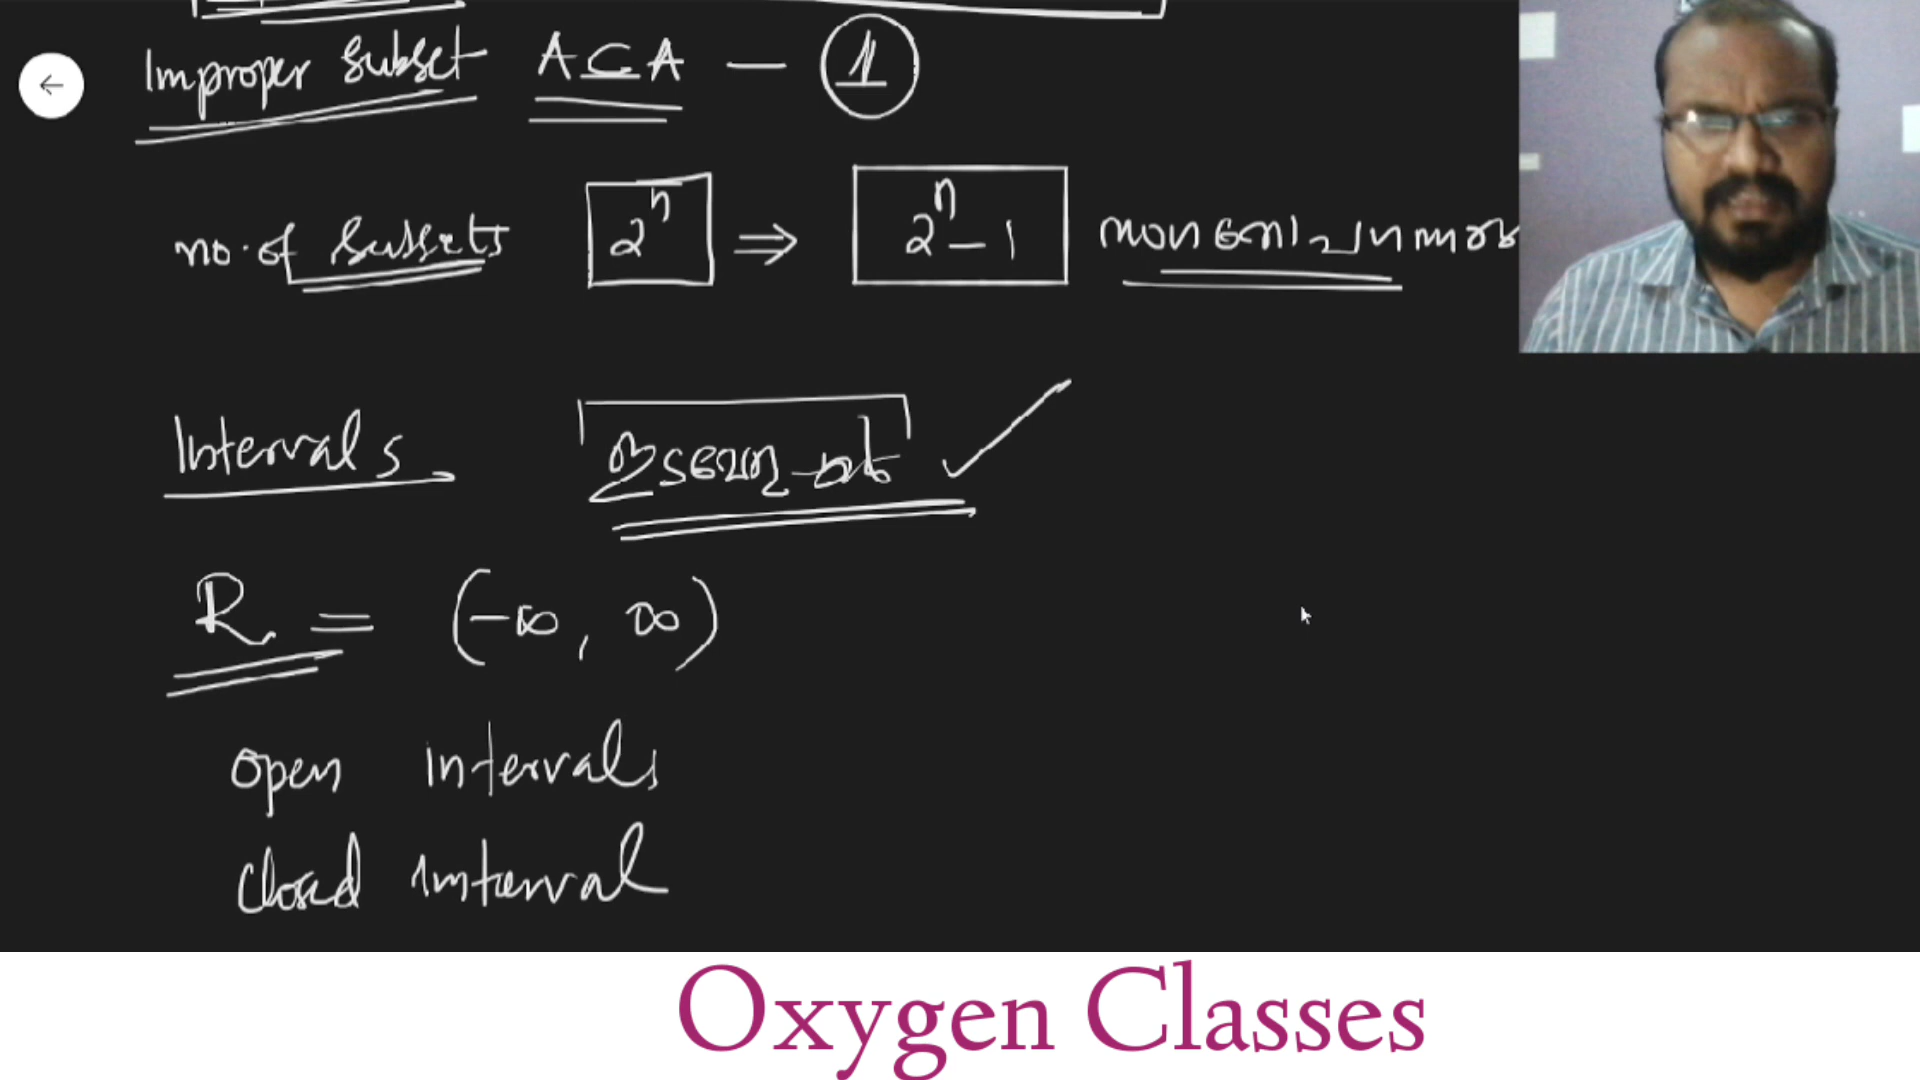 Improper subset A⊆A — 1
no. of subsets 2ⁿ ⇒ 2ⁿ-1
Intervals
R = (-∞, ∞)
open intervals
closed interval
Oxygen Classes